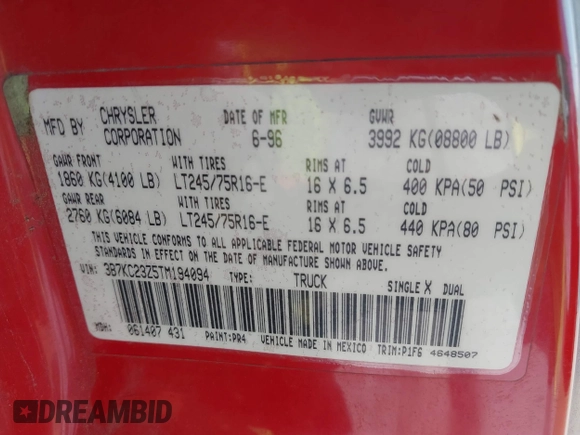 MFD BY CHRYSLER CORPORATION DATE OF MFR 6-96 GVWR 3992 KG(08800 LB)
GAWR FRONT WITH TIRES RIMS AT COLD
1860 KG(4100 LB) LT245/75R16-E 16 X 6.5 400 KPA(50 PSI)
GAWR REAR WITH TIRES RIMS AT COLD
2760 KG(6084 LB) LT245/75R16-E 16 X 6.5 440 KPA(80 PSI)
THIS VEHICLE CONFORMS TO ALL APPLICABLE FEDERAL MOTOR VEHICLE SAFETY
STANDARDS IN EFFECT ON THE DATE OF MANUFACTURE SHOWN ABOVE.
VIN: 3B7KC23Z5TM194094 TYPE: TRUCK SINGLE X DUAL
MDH: 061407 431 PAINT:PR4 VEHICLE MADE IN MEXICO TRIM:P1F6 4648507
DREAMBID